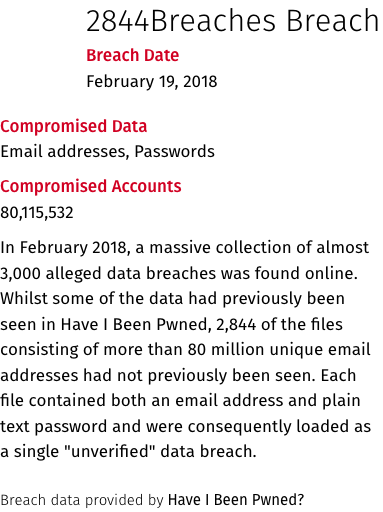 2844Breaches Breach
Breach Date
February 19, 2018
Compromised Data
Email addresses, Passwords
Compromised Accounts
80,115,532
In February 2018, a massive collection of almost
3,000 alleged data breaches was found online.
Whilst some of the data had previously been
seen in Have I Been Pwned, 2,844 of the files
consisting of more than 80 million unique email
addresses had not previously been seen. Each
file contained both an email address and plain
text password and were consequently loaded as
a single "unverified" data breach.
Breach data provided by Have I Been Pwned?